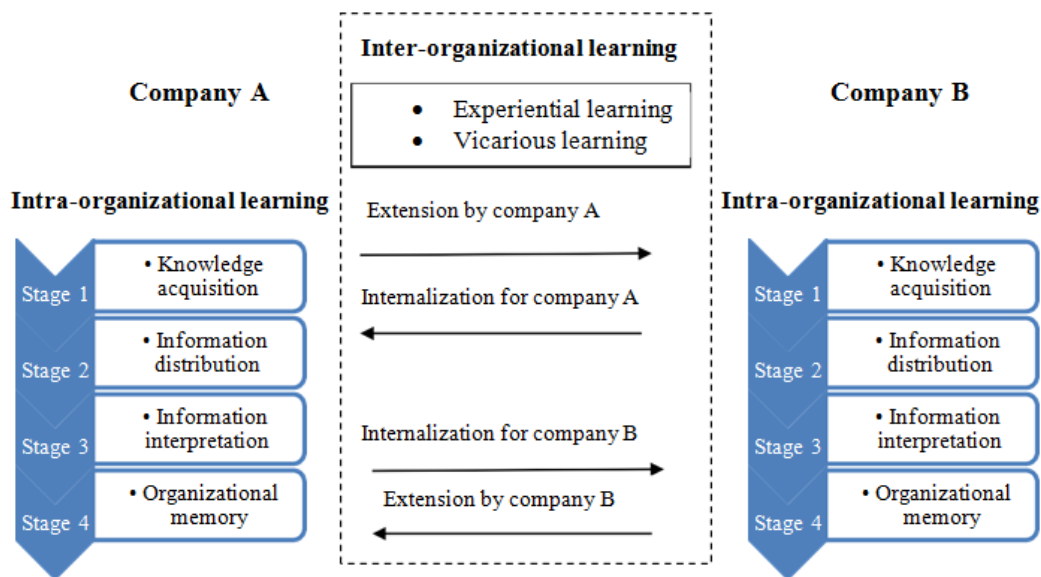 Company A
Intra-organizational learning
Stage 1
• Knowledge
acquisition
Stage 2
• Information
distribution
Stage 3
• Information
interpretation
Stage 4
• Organizational
memory
Inter-organizational learning
• Experiential learning
• Vicarious learning
Extension by company A
Internalization for company A
Internalization for company B
Extension by company B
Company B
Intra-organizational learning
Stage 1
• Knowledge
acquisition
Stage 2
• Information
distribution
Stage 3
• Information
interpretation
Stage 4
• Organizational
memory